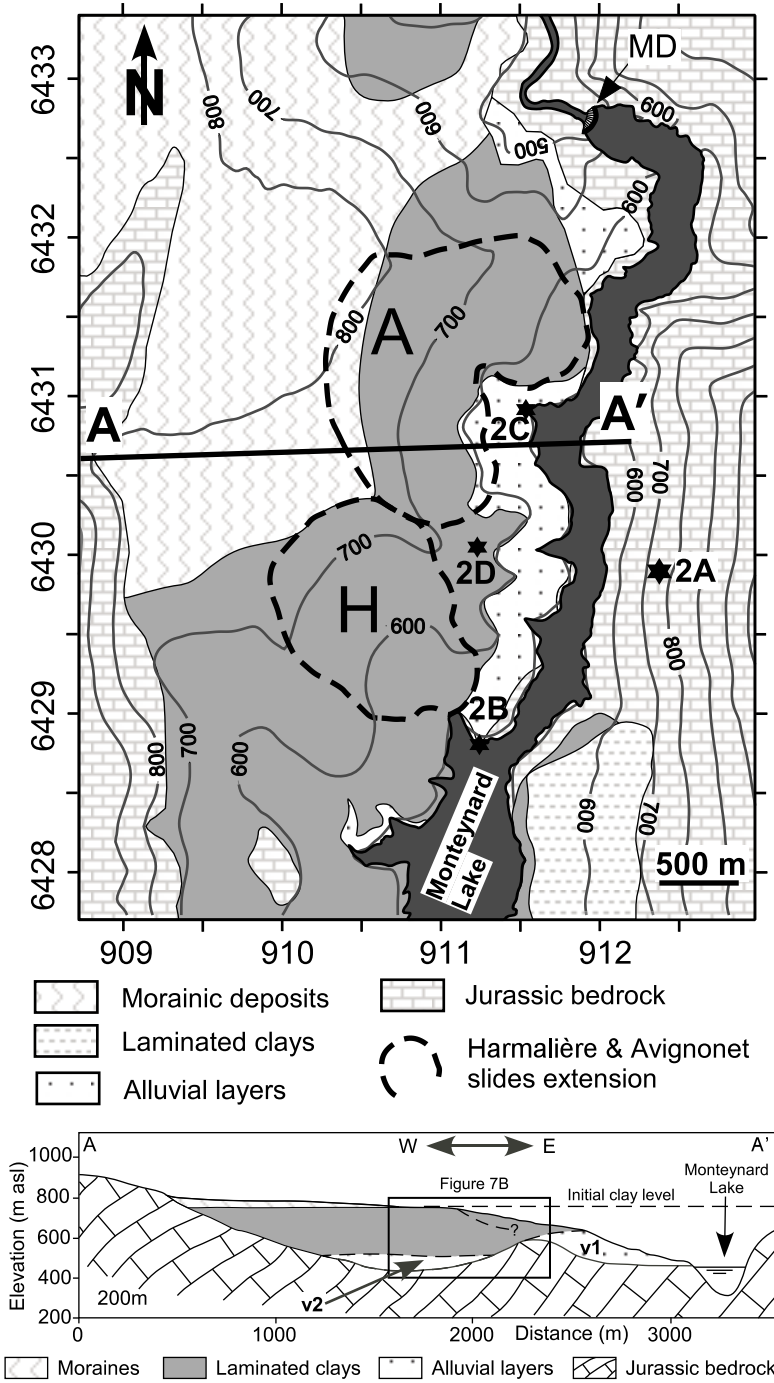 MD
N
6433
6432
6431
6430
6429
6428
800
700
600
600
500
600
800
700
A
A
A'
2C
600
700
700
2D
2A
H
600
2B
800
800
700
600
600
700
Monteynard
Lake
500 m
909
910
911
912
Morainic deposits
Jurassic bedrock
Laminated clays
Harmalière & Avignonet
slides extension
Alluvial layers
A
W
E
A'
Elevation (m asl)
1000
800
600
400
200
Figure 7B
Initial clay level
Monteynard
Lake
?
v1
v2
200m
0
1000
2000
Distance (m)
3000
Moraines
Laminated clays
Alluvial layers
Jurassic bedrock